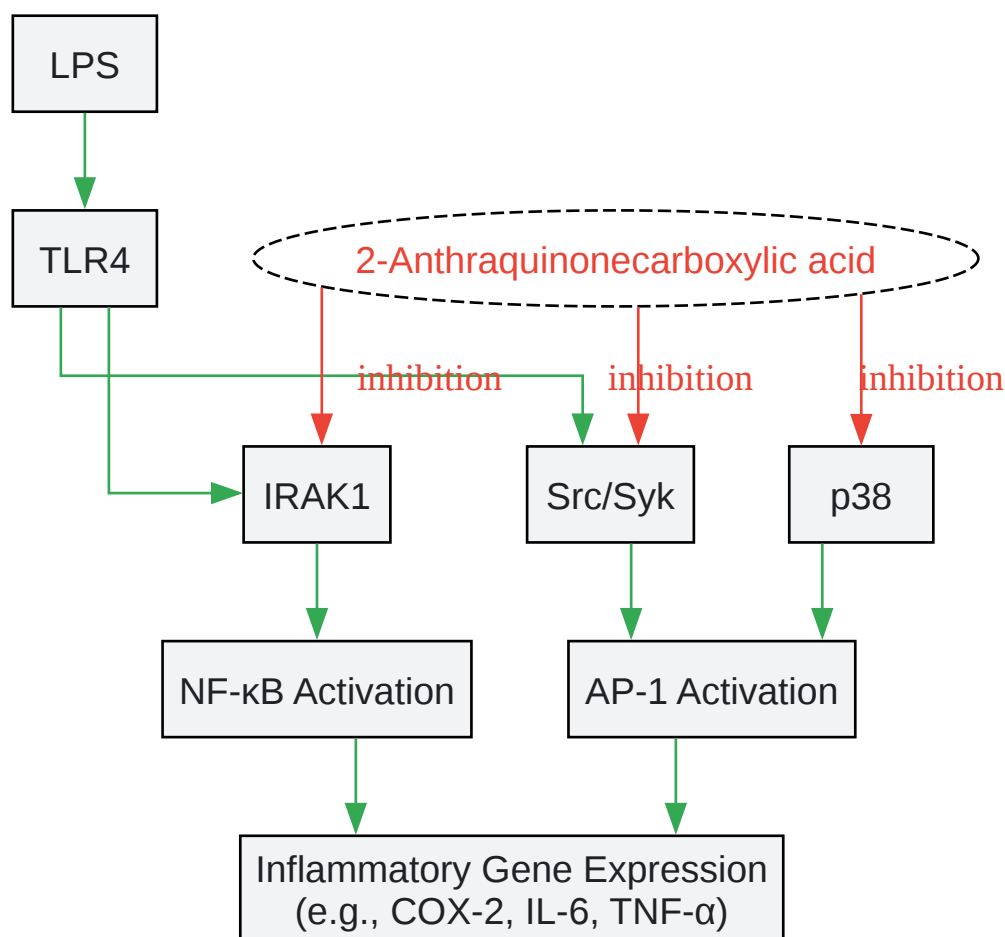 LPS
TLR4
2-Anthraquinonecarboxylic acid
inhibition
inhibition
inhibition
IRAK1
Src/Syk
p38
NF-κB Activation
AP-1 Activation
Inflammatory Gene Expression
(e.g., COX-2, IL-6, TNF-α)